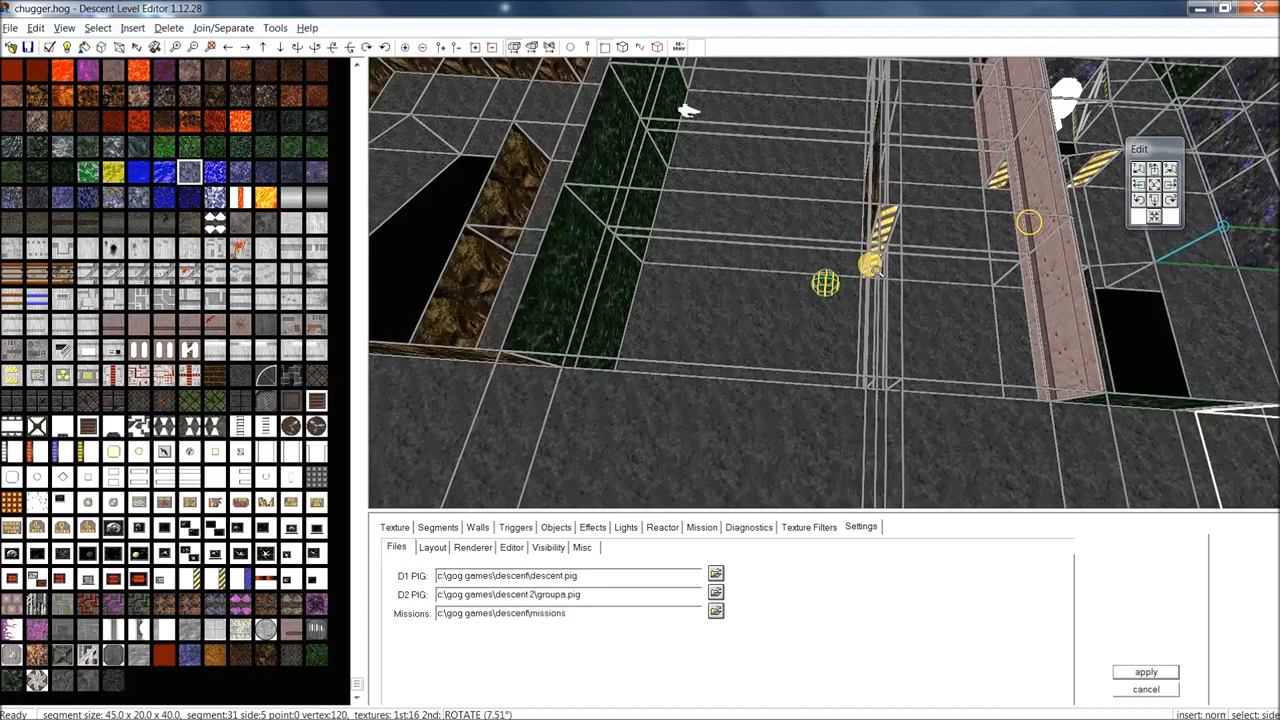 chugger.hog - Descent Level Editor 1.12.28
File Edit View Select Insert Delete Join/Separate Tools Help
Edit
Texture Segments Walls Triggers Objects Effects Lights Reactor Mission Diagnostics Texture Filters Settings
Files Layout Renderer Editor Visibility Misc
D1 PIG: c:\gog games\descent\descent.pig
D2 PIG: c:\gog games\descent 2\groupa.pig
Missions: c:\gog games\descent\missions
apply
cancel
Ready segment size: 45.0 x 20.0 x 40.0, segment:31 side:5 point:0 vertex:120, textures: 1st:16 2nd: ROTATE (7.51°) insert: norm select: side